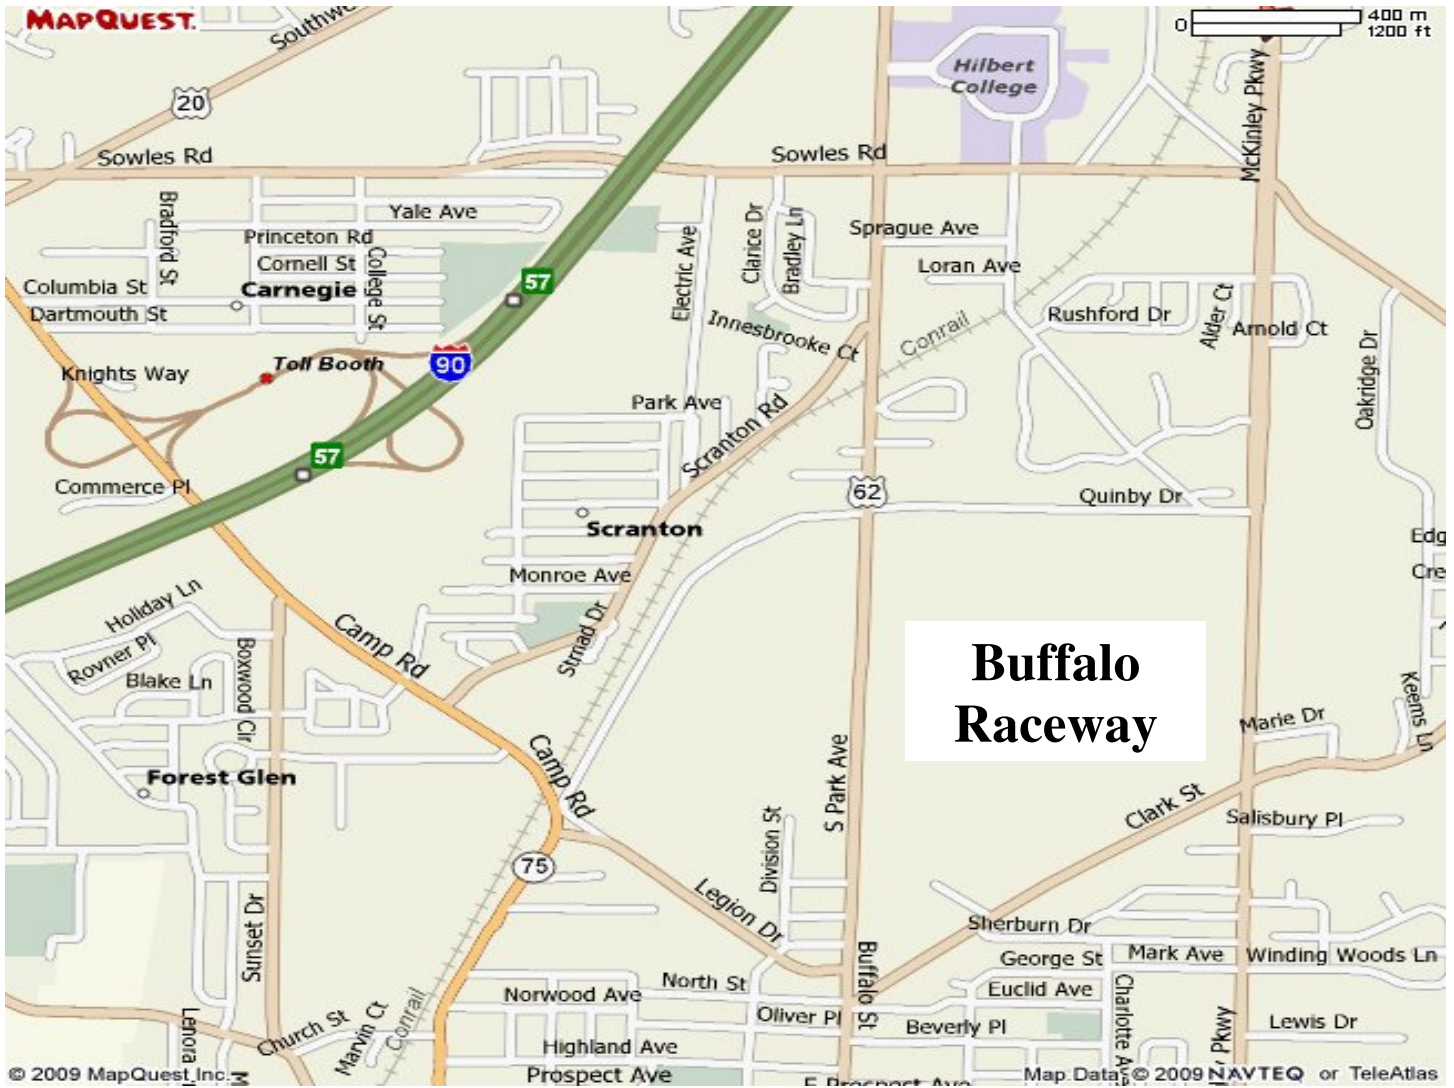 MAPQUEST.
Southwe
0
400 m
1200 ft
Hilbert
College
20
McKinley Pkwy
Sowles Rd
Sowles Rd
Bradford St
Yale Ave
Princeton Rd
Cornell St
College St
Columbia St
Carnegie
Dartmouth St
57
Electric Ave
Clarice Dr
Bradley Ln
Sprague Ave
Loran Ave
Innesbrooke Ct
Conrail
Rushford Dr
Alder Ct
Arnold Ct
Oakridge Dr
Knights Way
Toll Booth
90
Park Ave
Scranton Rd
57
Commerce Pl
62
Quinby Dr
Scranton
Edg
Cre
Monroe Ave
Holiday Ln
Rovner Pl
Blake Ln
Boxwood Cir
Camp Rd
Strnad Dr
Buffalo
Raceway
Keems Ln
Marie Dr
Forest Glen
Camp Rd
S Park Ave
Clark St
Salisbury Pl
75
Division St
Legion Dr
Sunset Dr
Sherburn Dr
George St
Mark Ave
Winding Woods Ln
Buffalo St
North St
Norwood Ave
Euclid Ave
Oliver Pl
Beverly Pl
Charlotte A
Pkwy
Lewis Dr
Lenora
Church St
Marvin Ct
Conrail
Highland Ave
Prospect Ave
E Prospect Ave
© 2009 MapQuest Inc.
Map Data © 2009 NAVTEQ or TeleAtlas